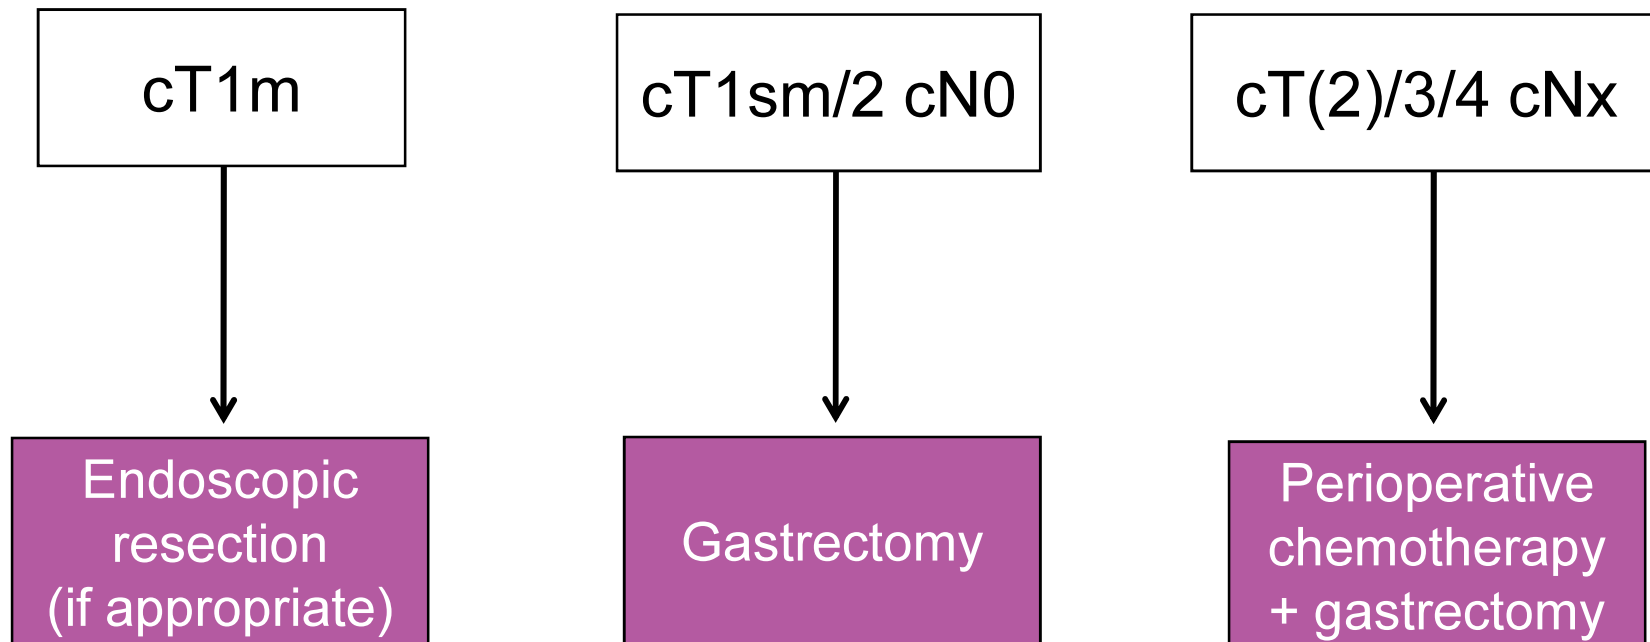 cT1m
cT1sm/2 cN0
cT(2)/3/4 cNx
Endoscopic
resection
(if appropriate)
Gastrectomy
Perioperative
chemotherapy
+ gastrectomy